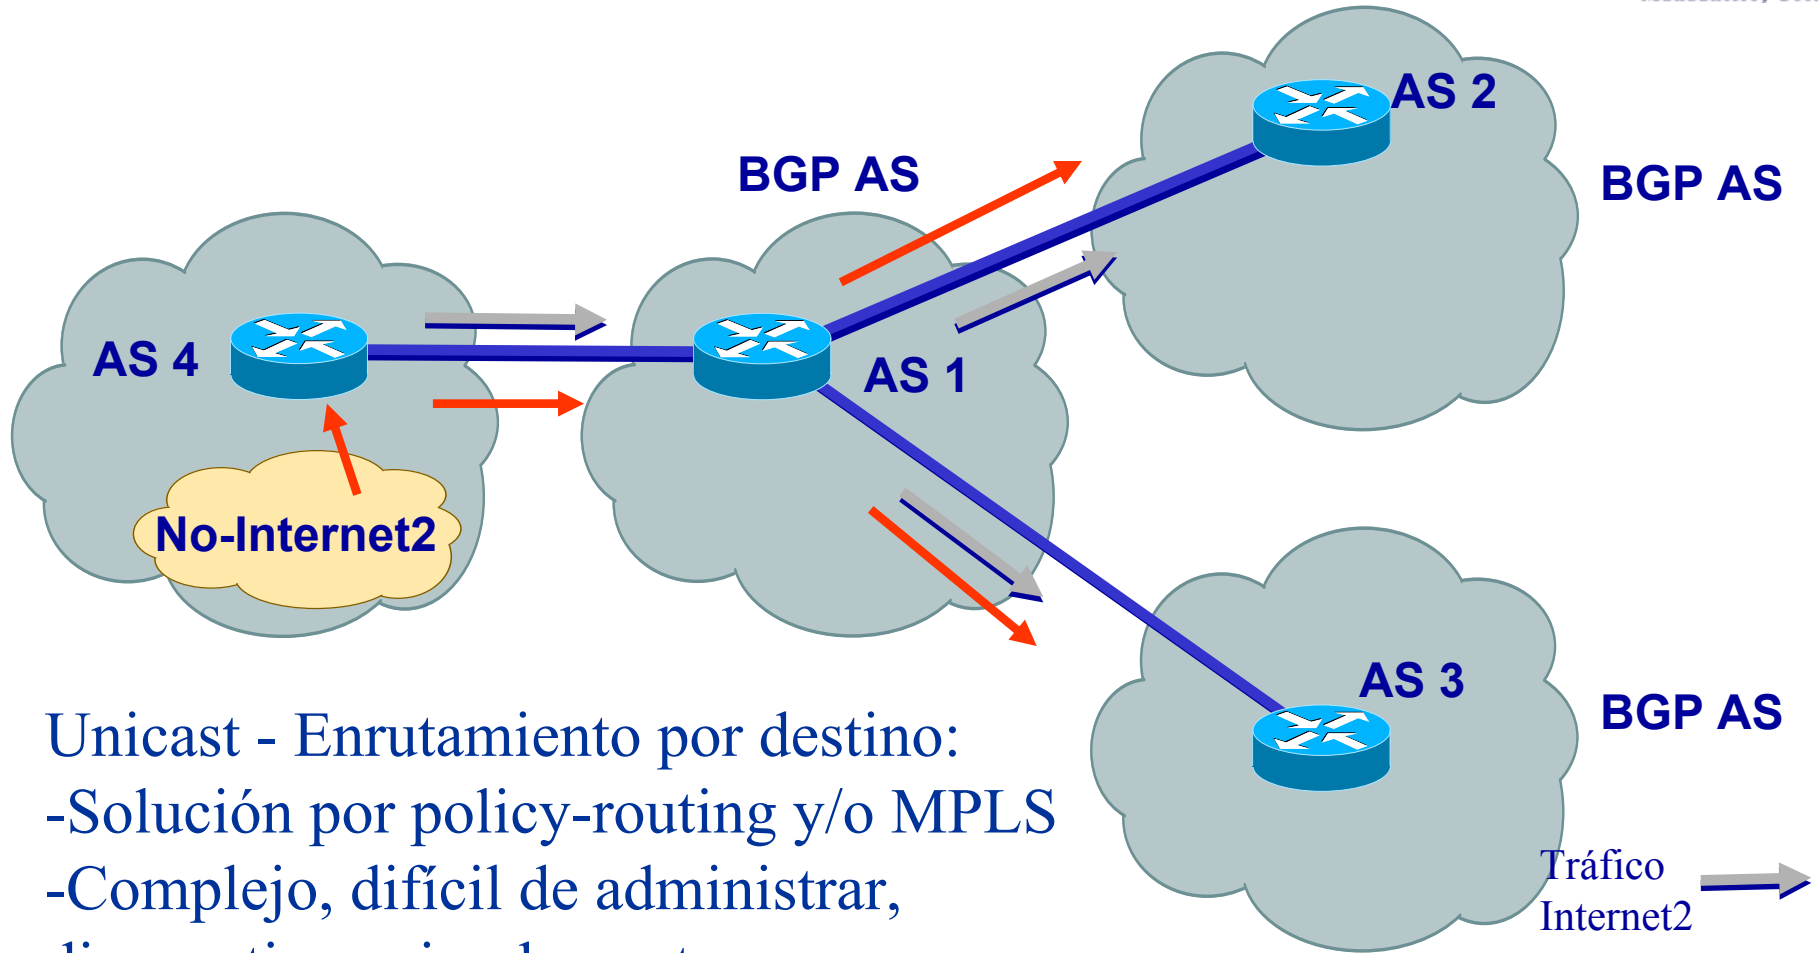 AS 2
BGP AS
BGP AS
AS 4
AS 1
No-Internet2
AS 3
BGP AS
Unicast - Enrutamiento por destino:
-Solución por policy-routing y/o MPLS
-Complejo, difícil de administrar,
Tráfico
Internet2